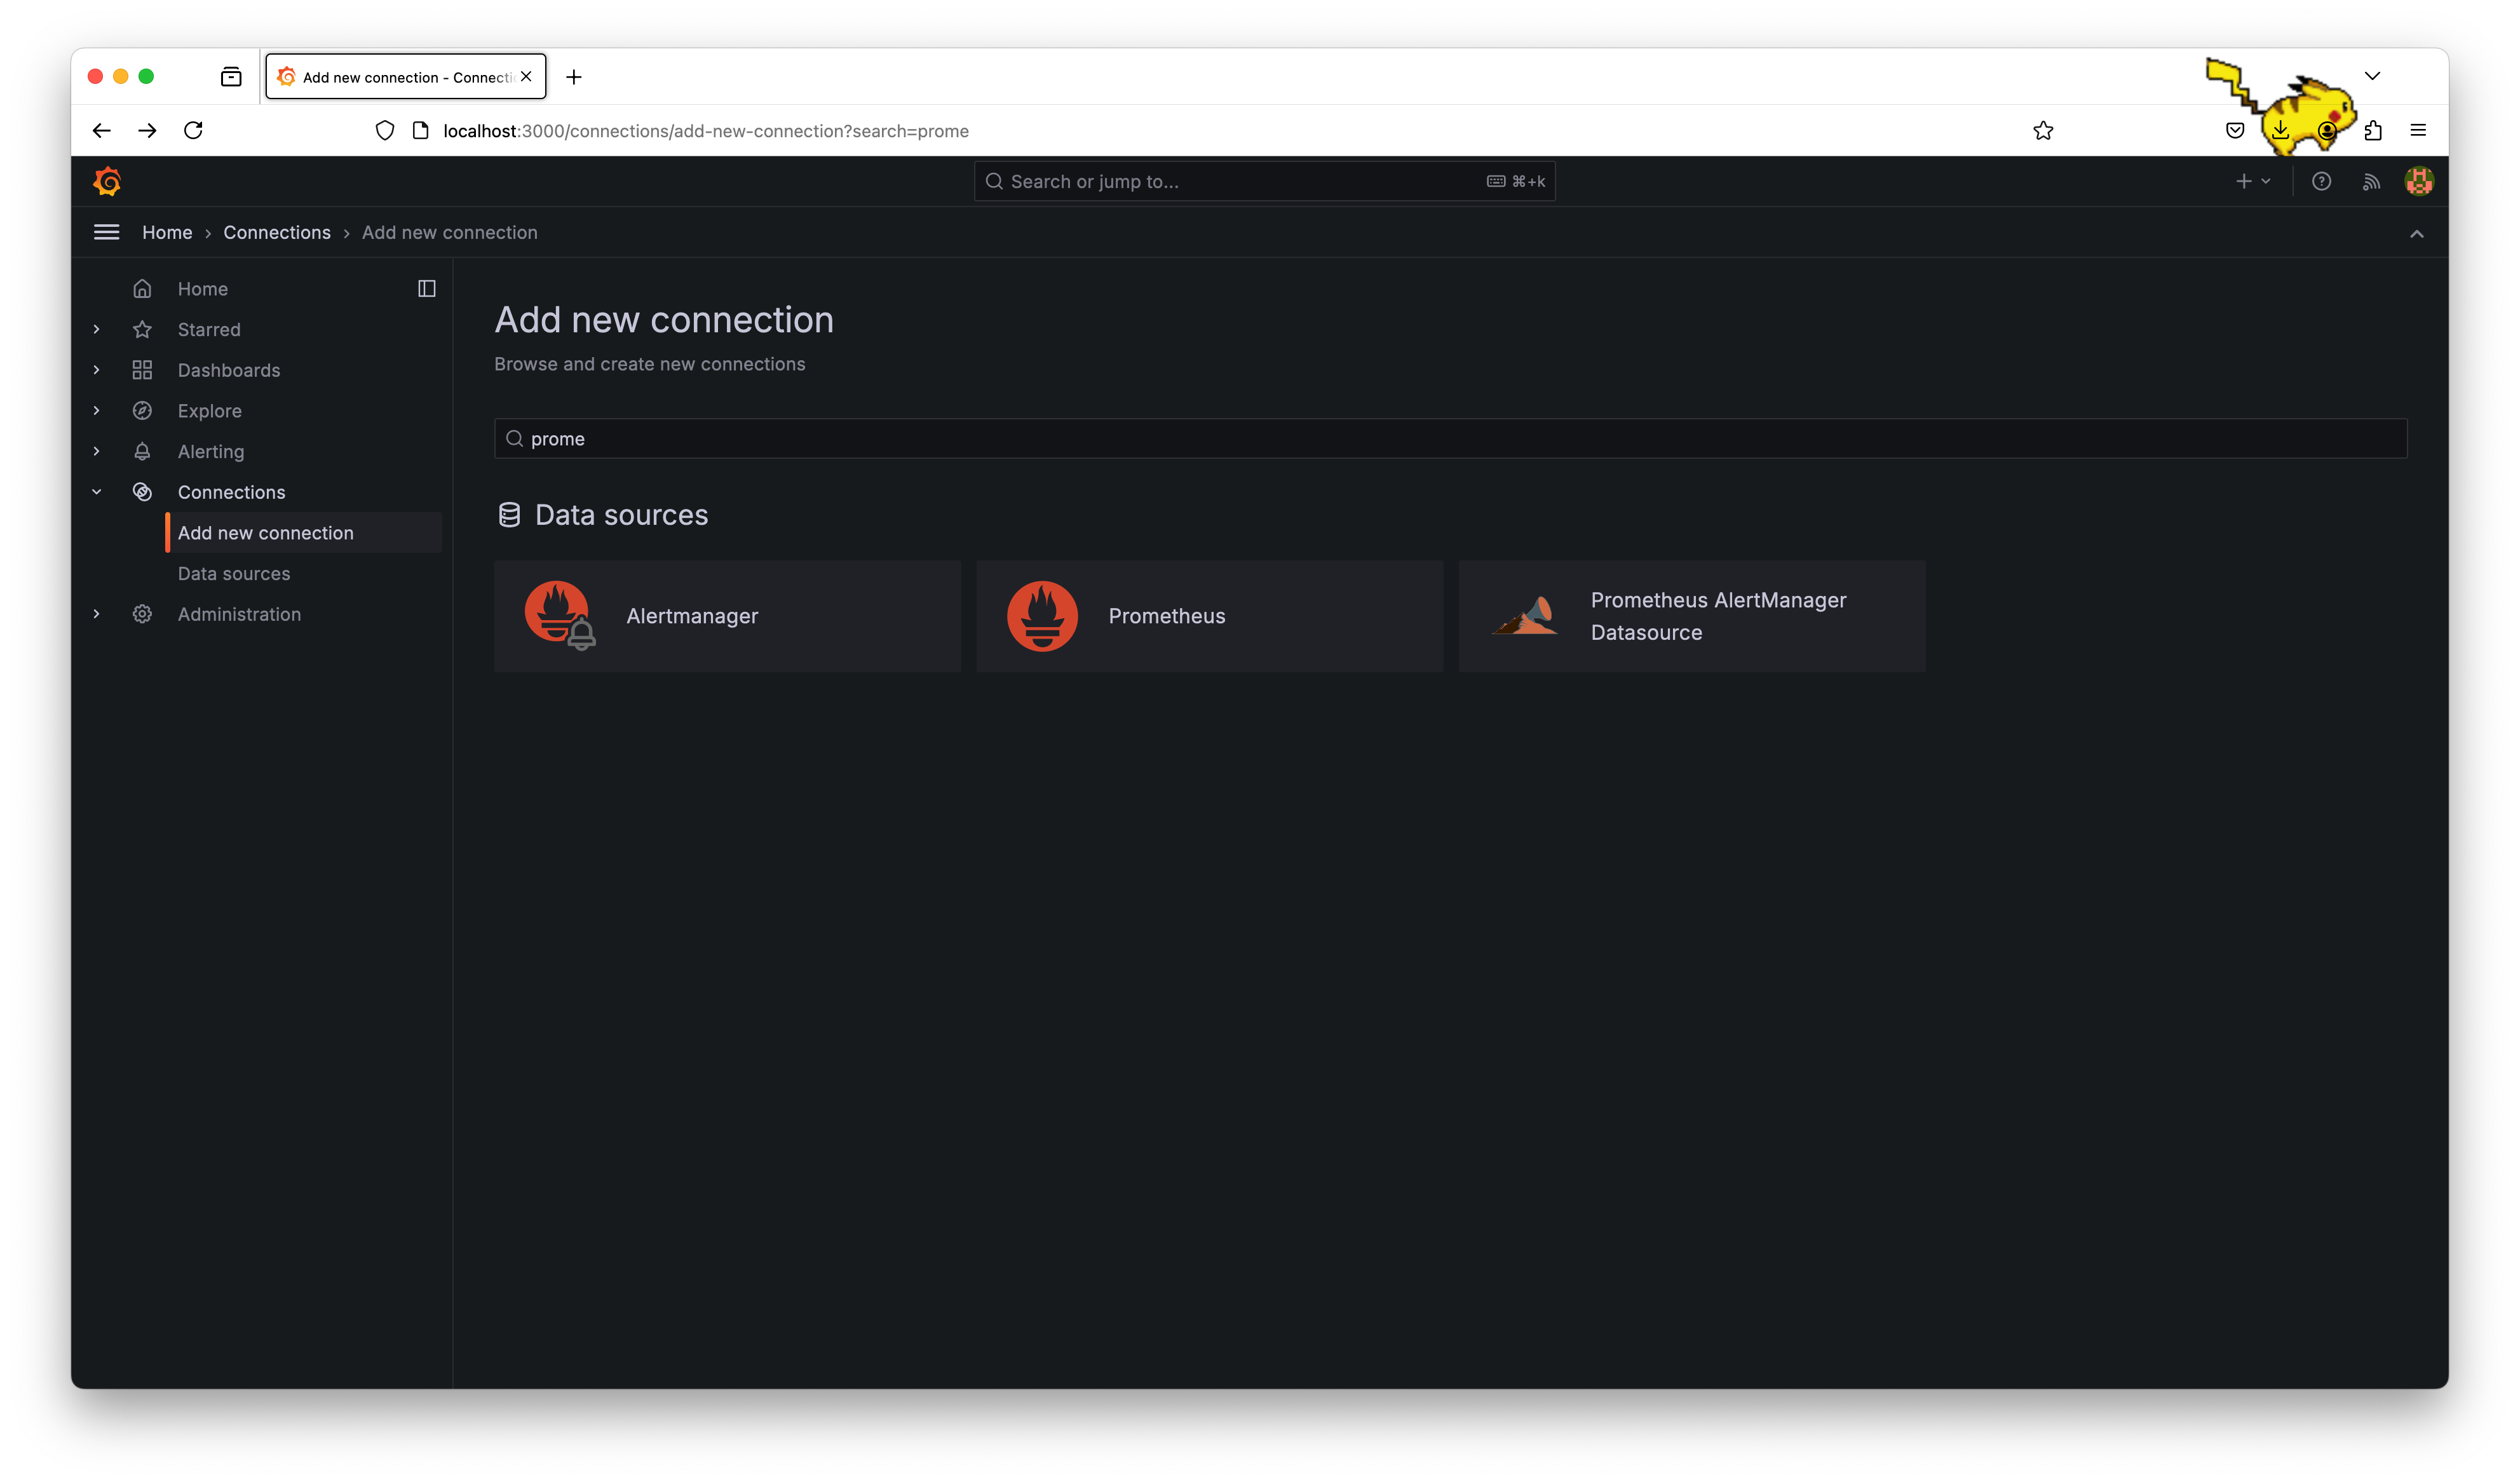 Add new connection - Connecti
localhost:3000/connections/add-new-connection?search=prome
Search or jump to...
⌘+k
Home › Connections › Add new connection
Home
Starred
Dashboards
Explore
Alerting
Connections
Add new connection
Data sources
Administration
Add new connection
Browse and create new connections
prome
Data sources
Alertmanager
Prometheus
Prometheus AlertManager
Datasource